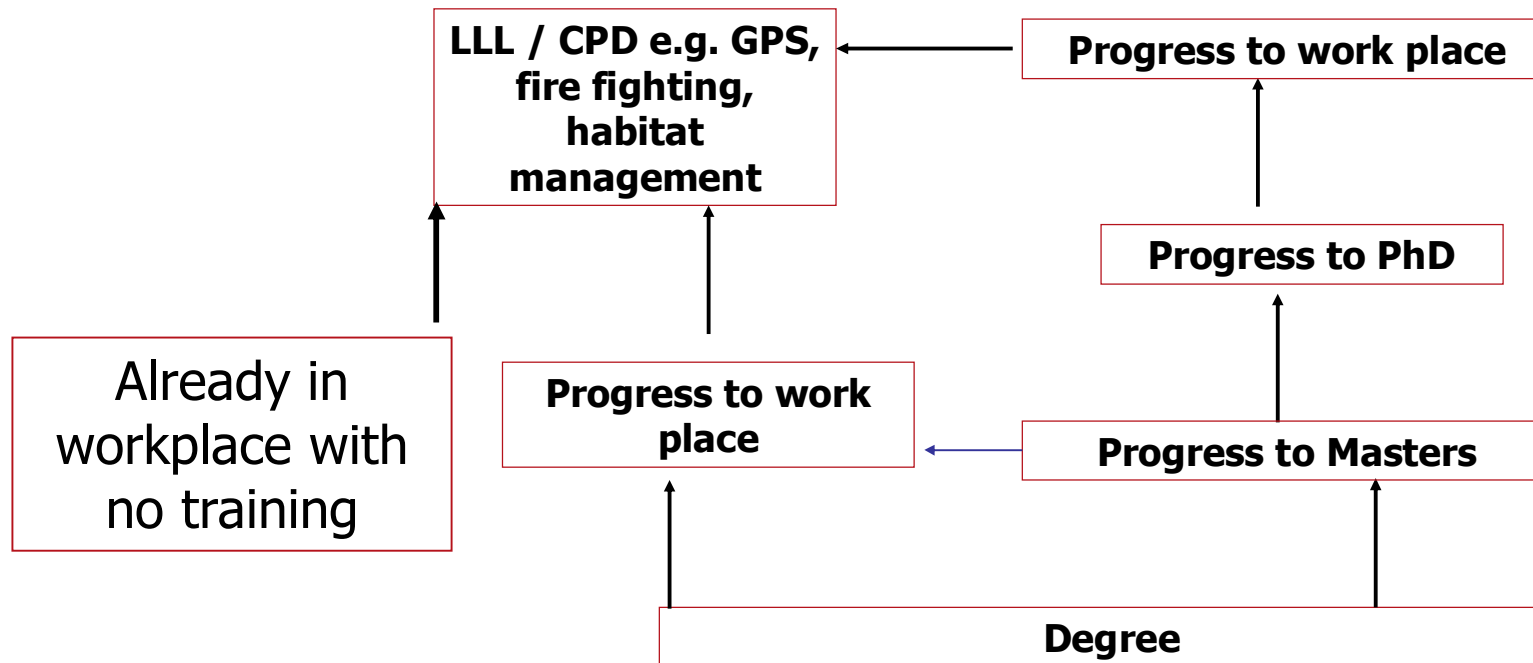 LLL / CPD e.g. GPS,
fire fighting,
habitat
management
Progress to work place
Progress to PhD
Already in
workplace with
no training
Progress to work
place
Progress to Masters
Degree